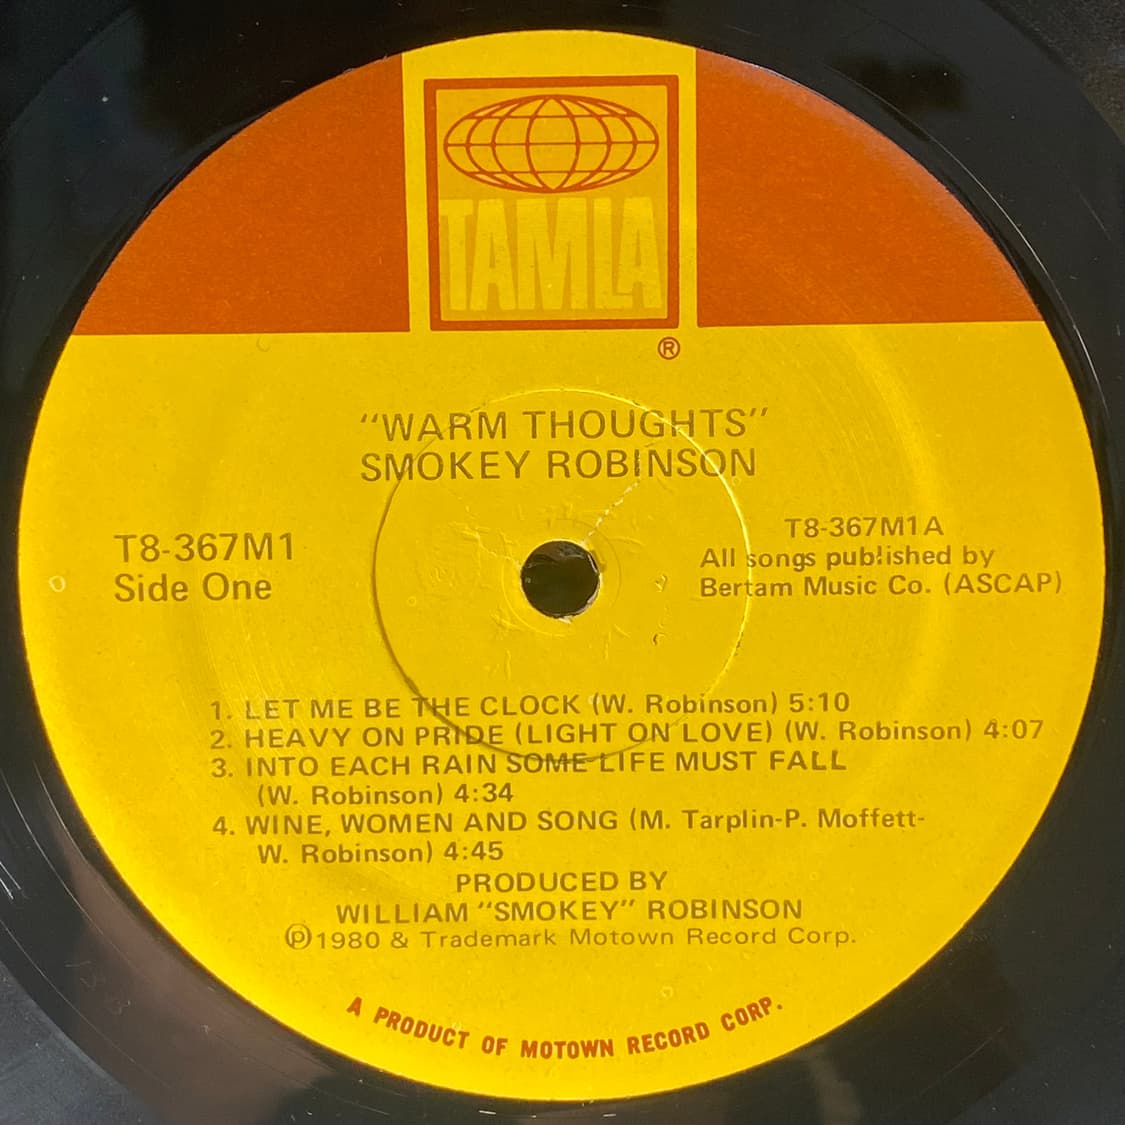 TAMLA
®
"WARM THOUGHTS"
SMOKEY ROBINSON
T8-367M1
Side One
T8-367M1A
All songs published by
Bertam Music Co. (ASCAP)
1. LET ME BE THE CLOCK (W. Robinson) 5:10
2. HEAVY ON PRIDE (LIGHT ON LOVE) (W. Robinson) 4:07
3. INTO EACH RAIN SOME LIFE MUST FALL
(W. Robinson) 4:34
4. WINE, WOMEN AND SONG (M. Tarplin-P. Moffett-
W. Robinson) 4:45
PRODUCED BY
WILLIAM "SMOKEY" ROBINSON
℗1980 & Trademark Motown Record Corp.
A PRODUCT OF MOTOWN RECORD CORP.